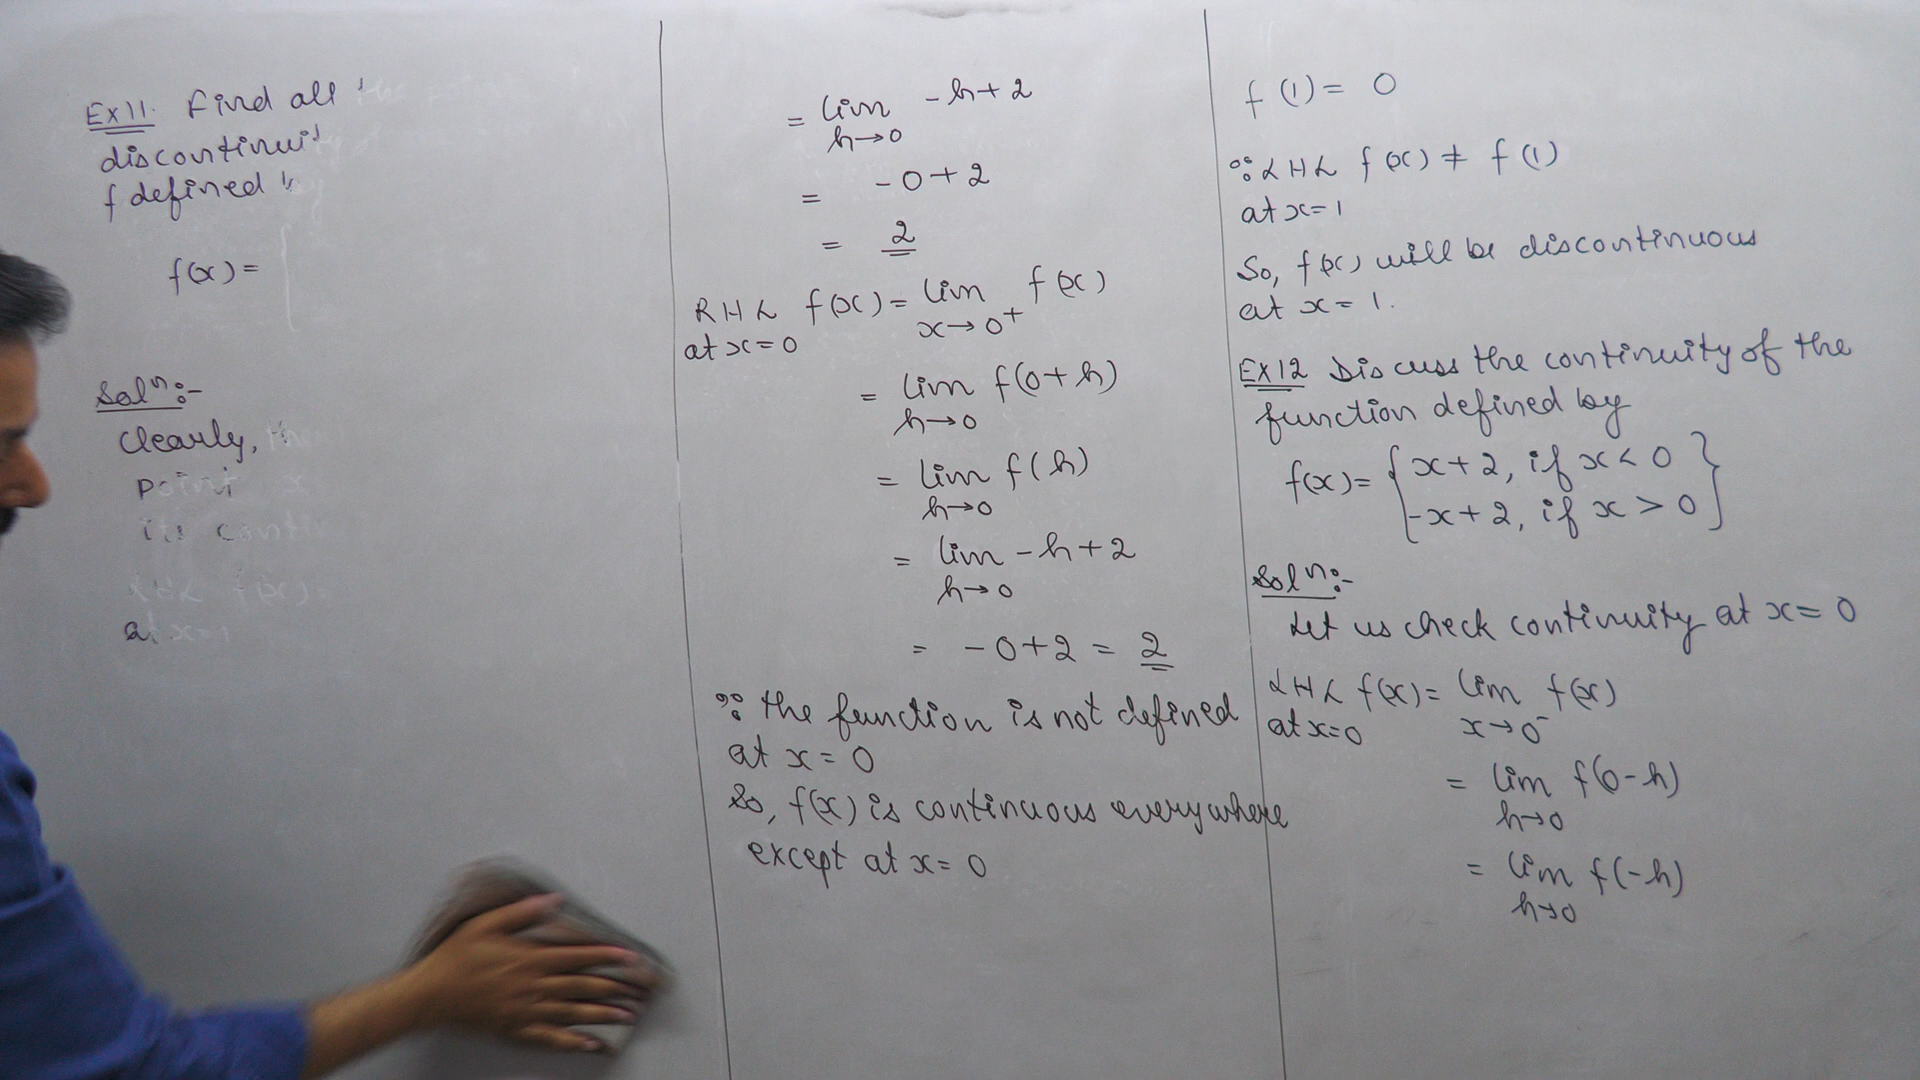 Ex11. Find all
discontinui
f defined
f(x) =
Solⁿ:-
Clearly,
point
RHL f(x) =
at x=1
= lim -h+2
h→0
= -0+2
= 2
RHL f(x) = lim f(x)
at x=0 x→0⁺
= lim f(0+h)
h→0
= lim f(h)
h→0
= lim -h+2
h→0
= -0+2 = 2
∵ the function is not defined
at x=0
So, f(x) is continuous everywhere
except at x=0
f(1) = 0
∵ LHL f(x) ≠ f(1)
at x=1
So, f(x) will be discontinuous
at x=1.
Ex12 Discuss the continuity of the
function defined by
f(x) = { x+2, if x<0 }
-x+2, if x>0
Solⁿ:-
Let us check continuity at x=0
LHL f(x) = lim f(x)
at x=0 x→0⁻
= lim f(0-h)
h→0
= lim f(-h)
h→0